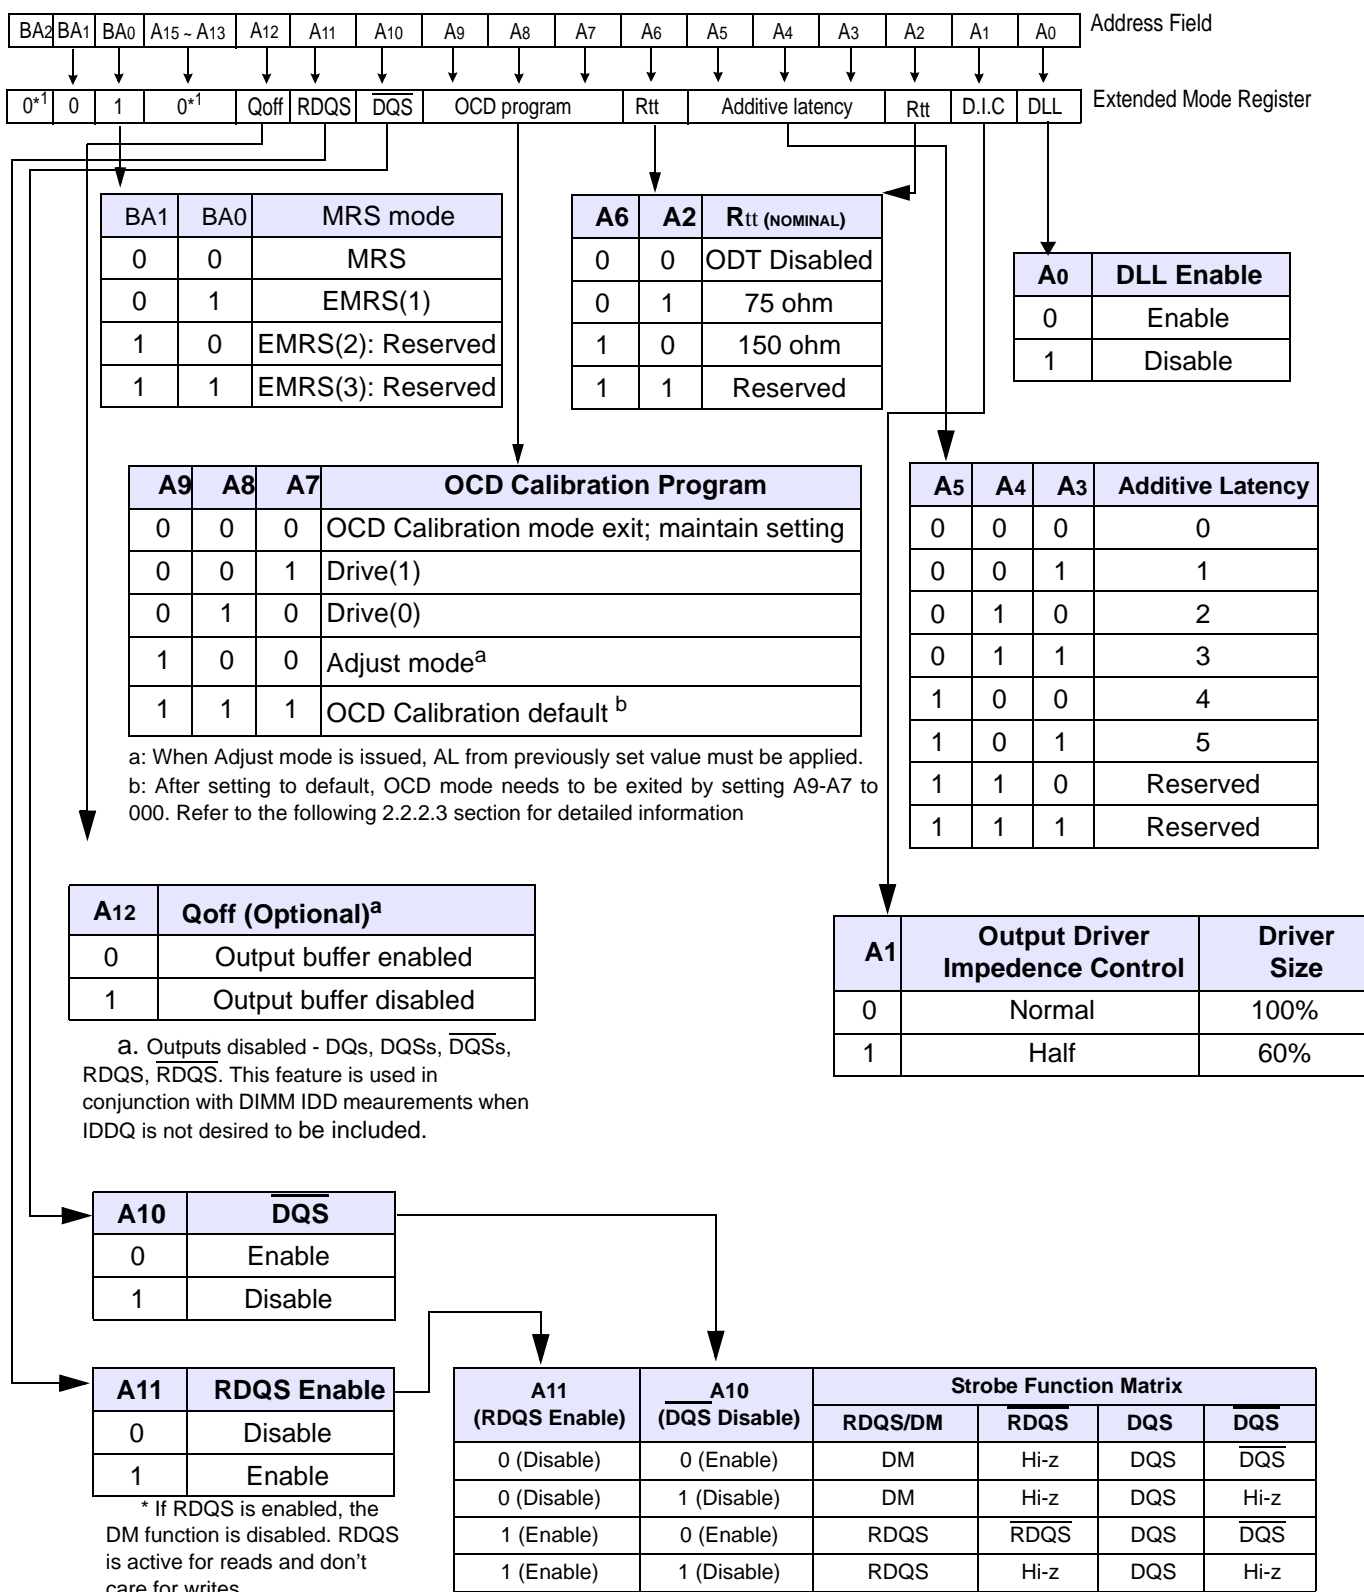 BA2 BA1 BA0 A15 ~ A13 A12 A11 A10 A9 A8 A7 A6 A5 A4 A3 A2 A1 A0 Address Field
0*1 0 1 0*1 Qoff RDQS DQS OCD program Rtt Additive latency Rtt D.I.C DLL Extended Mode Register
BA1 BA0 MRS mode
0 0 MRS
0 1 EMRS(1)
1 0 EMRS(2): Reserved
1 1 EMRS(3): Reserved
A6 A2 Rtt (NOMINAL)
0 0 ODT Disabled
0 1 75 ohm
1 0 150 ohm
1 1 Reserved
A0 DLL Enable
0 Enable
1 Disable
A9 A8 A7 OCD Calibration Program
0 0 0 OCD Calibration mode exit; maintain setting
0 0 1 Drive(1)
0 1 0 Drive(0)
1 0 0 Adjust modea
1 1 1 OCD Calibration default b
a: When Adjust mode is issued, AL from previously set value must be applied.
b: After setting to default, OCD mode needs to be exited by setting A9-A7 to
000. Refer to the following 2.2.2.3 section for detailed information
A5 A4 A3 Additive Latency
0 0 0 0
0 0 1 1
0 1 0 2
0 1 1 3
1 0 0 4
1 0 1 5
1 1 0 Reserved
1 1 1 Reserved
A12 Qoff (Optional)a
0 Output buffer enabled
1 Output buffer disabled
a. Outputs disabled - DQs, DQSs, DQSs,
RDQS, RDQS. This feature is used in
conjunction with DIMM IDD meaurements when
IDDQ is not desired to be included.
A1 Output Driver Impedence Control Driver Size
0 Normal 100%
1 Half 60%
A10 DQS
0 Enable
1 Disable
A11 RDQS Enable
0 Disable
1 Enable
* If RDQS is enabled, the
DM function is disabled. RDQS
is active for reads and don't
care for writes
A11 (RDQS Enable) A10 (DQS Disable) Strobe Function Matrix
RDQS/DM RDQS DQS DQS
0 (Disable) 0 (Enable) DM Hi-z DQS DQS
0 (Disable) 1 (Disable) DM Hi-z DQS Hi-z
1 (Enable) 0 (Enable) RDQS RDQS DQS DQS
1 (Enable) 1 (Disable) RDQS Hi-z DQS Hi-z